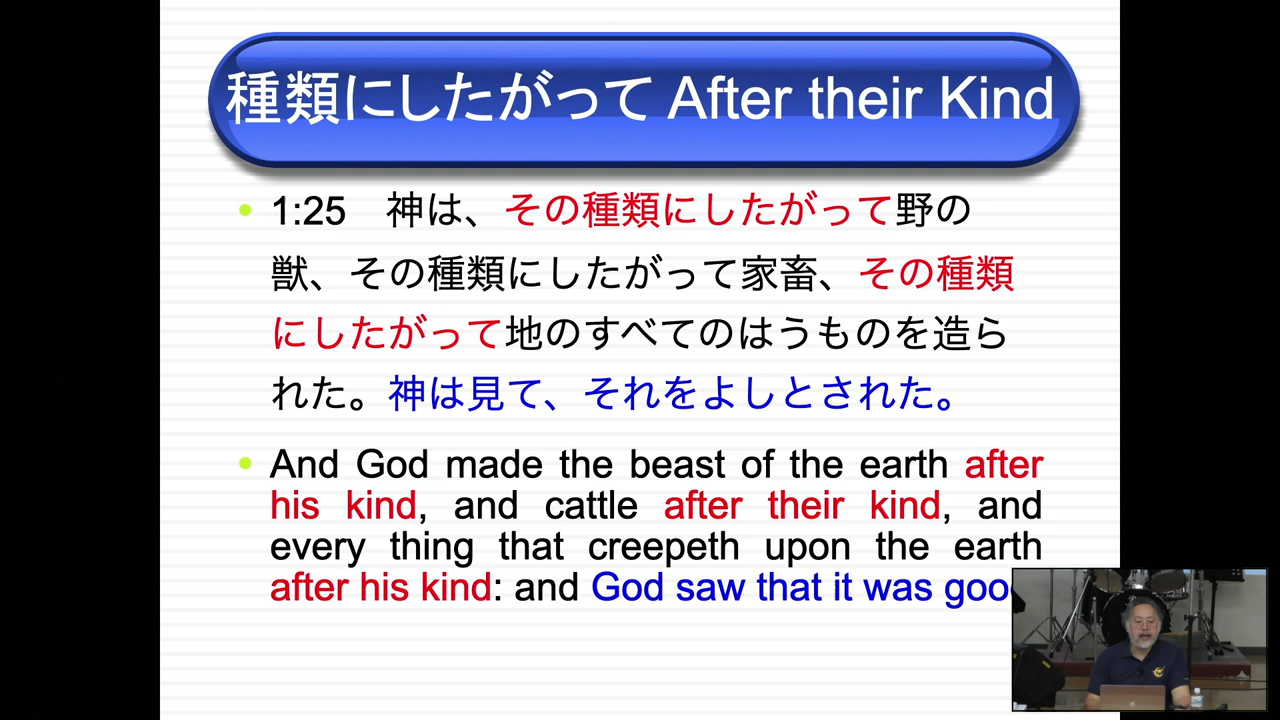 種類にしたがって After their Kind
1:25　神は、その種類にしたがって野の
獣、その種類にしたがって家畜、その種類
にしたがって地のすべてのはうものを造ら
れた。神は見て、それをよしとされた。
And God made the beast of the earth after
his kind, and cattle after their kind, and
every thing that creepeth upon the earth
after his kind: and God saw that it was